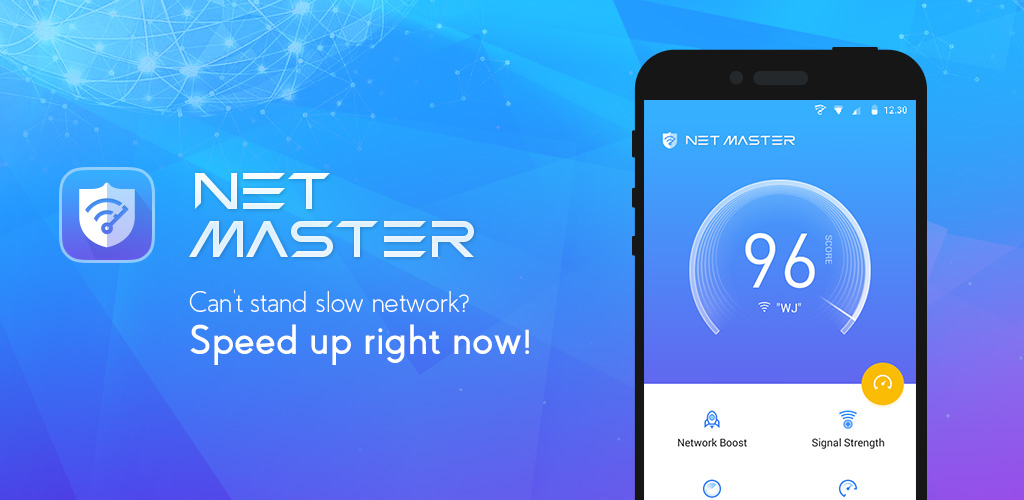 NET
MASTER
Can't stand slow network?
Speed up right now!
12.30
NET MASTER
96
SCORE
"WJ"
Network Boost
Signal Strength